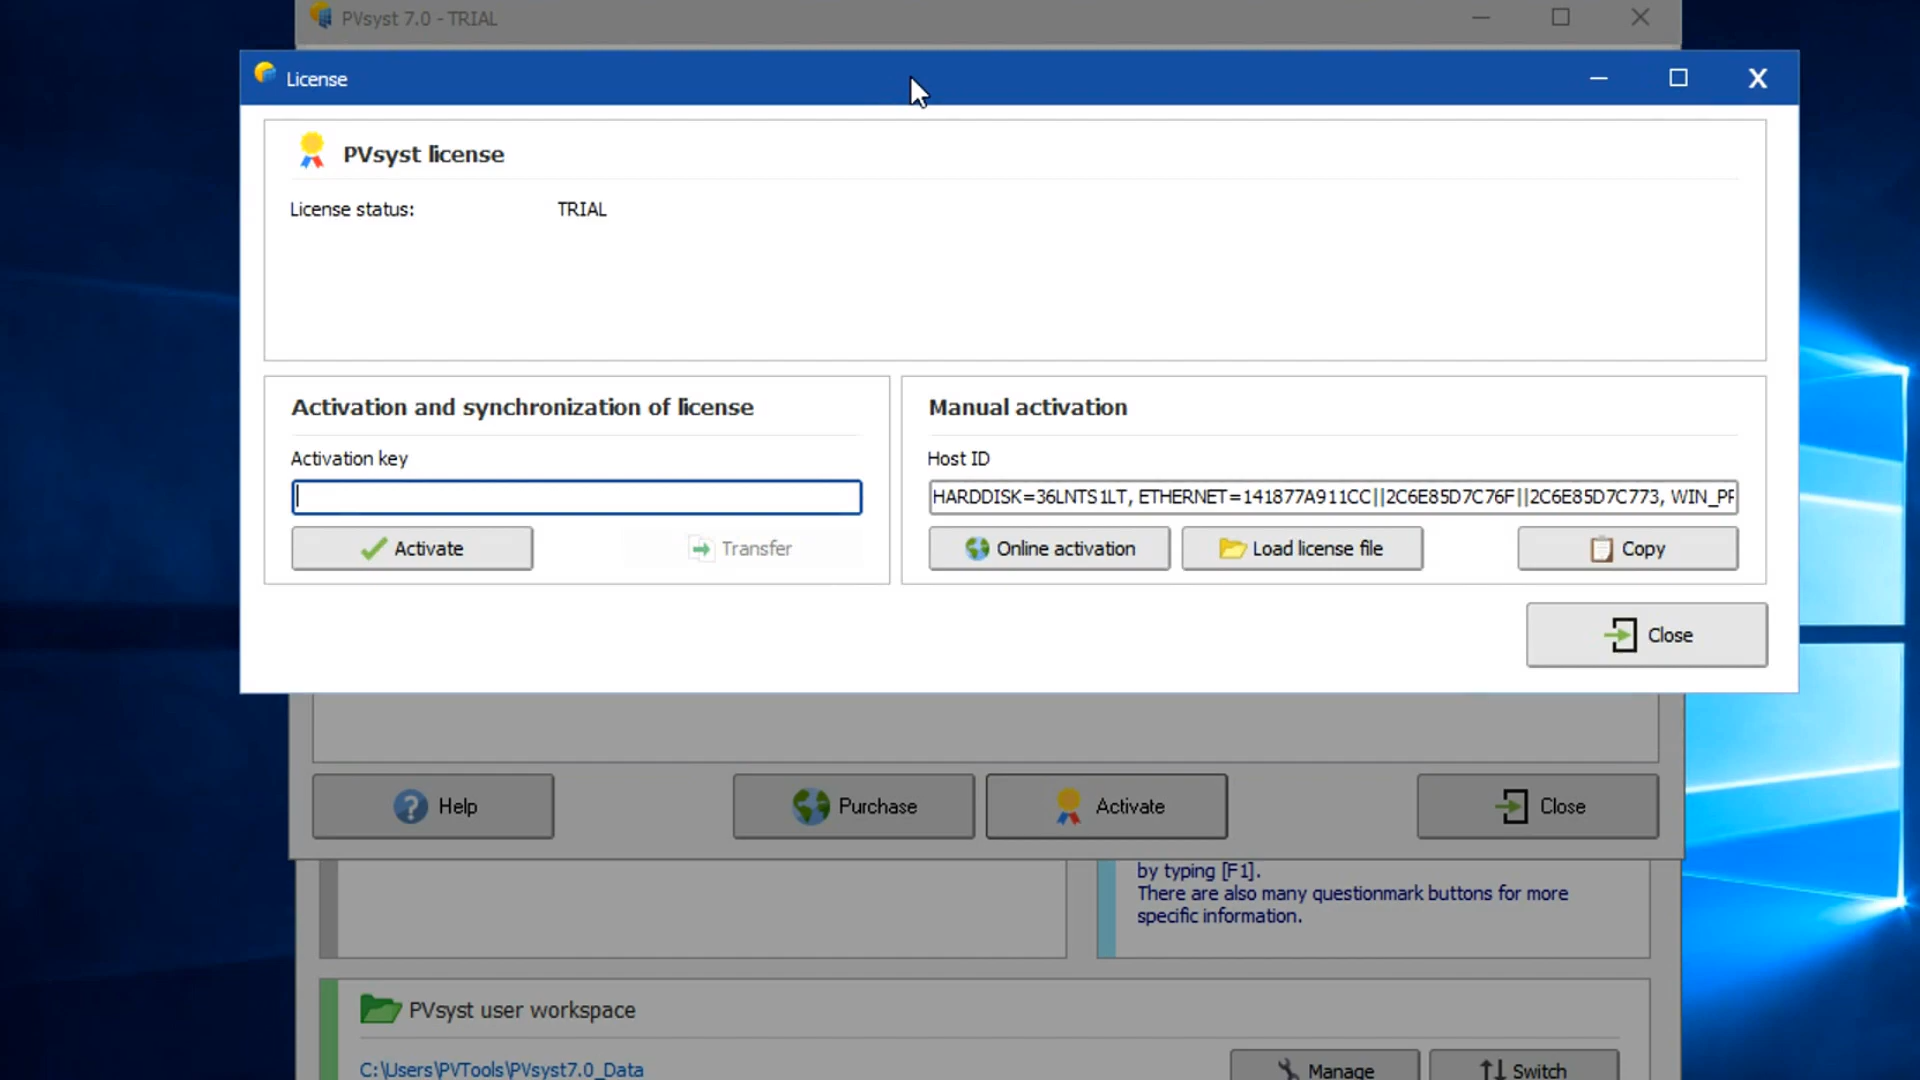 PVsyst 7.0 - TRIAL
License
PVsyst license
License status: TRIAL
Activation and synchronization of license
Activation key
Activate Transfer
Manual activation
Host ID
HARDDISK=36LNTS1LT, ETHERNET=141877A911CC||2C6E85D7C76F||2C6E85D7C773, WIN_PF
Online activation Load license file Copy
Close
Help Purchase Activate Close
by typing [F1].
There are also many questionmark buttons for more
specific information.
PVsyst user workspace
C:\Users\PVTools\PVsyst7.0_Data Manage Switch